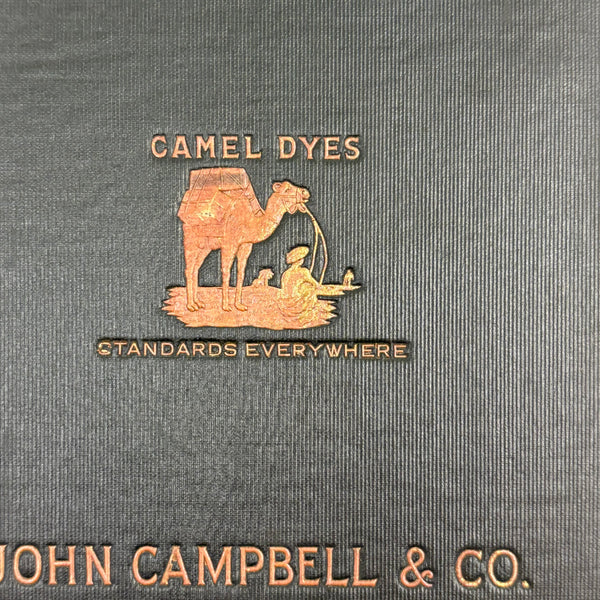 CAMEL DYES
STANDARDS EVERYWHERE
JOHN CAMPBELL & CO.